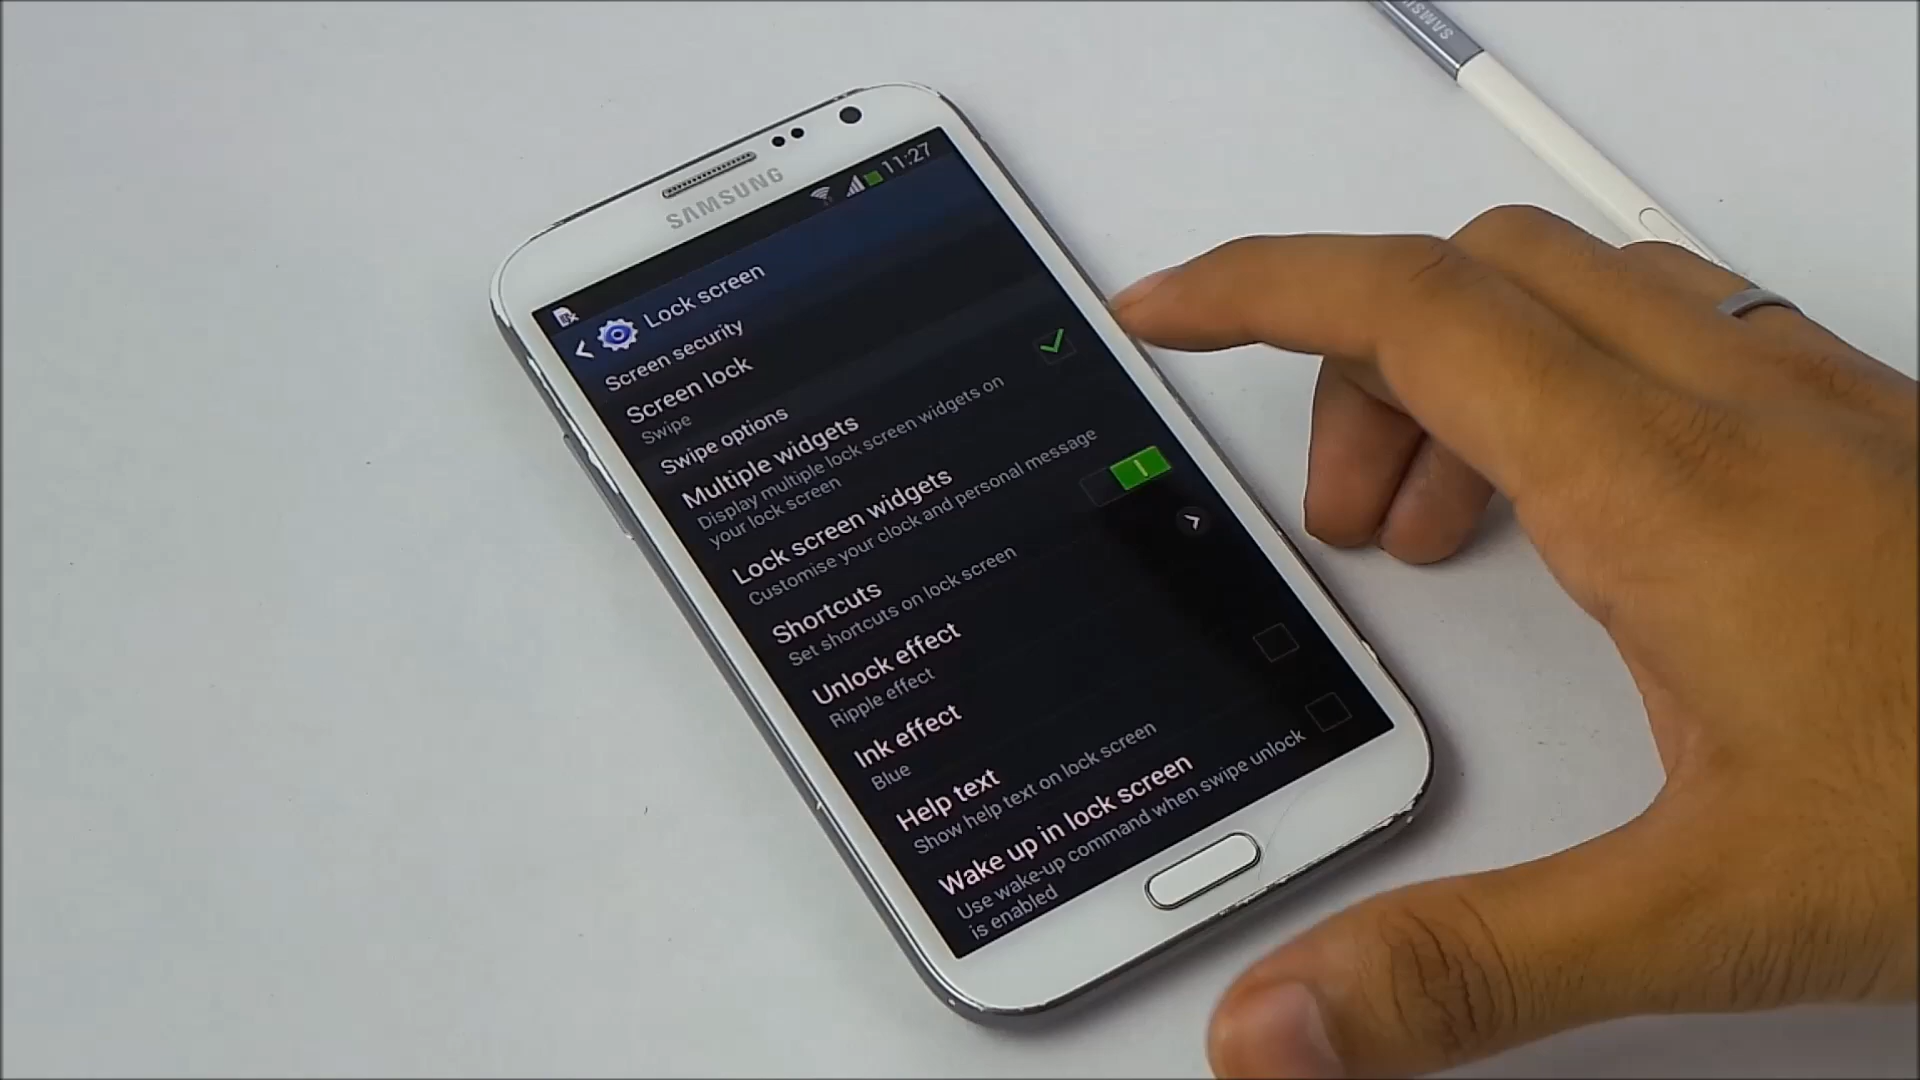 SAMSUNG
SAMSUNG
11:27
Lock screen
Screen security
Screen lock
Swipe
Swipe options
Multiple widgets
Display multiple lock screen widgets on
your lock screen
Lock screen widgets
Customise your clock and personal message
Shortcuts
Set shortcuts on lock screen
Unlock effect
Ripple effect
Ink effect
Blue
Help text
Show help text on lock screen
Wake up in lock screen
Use wake-up command when swipe unlock
is enabled